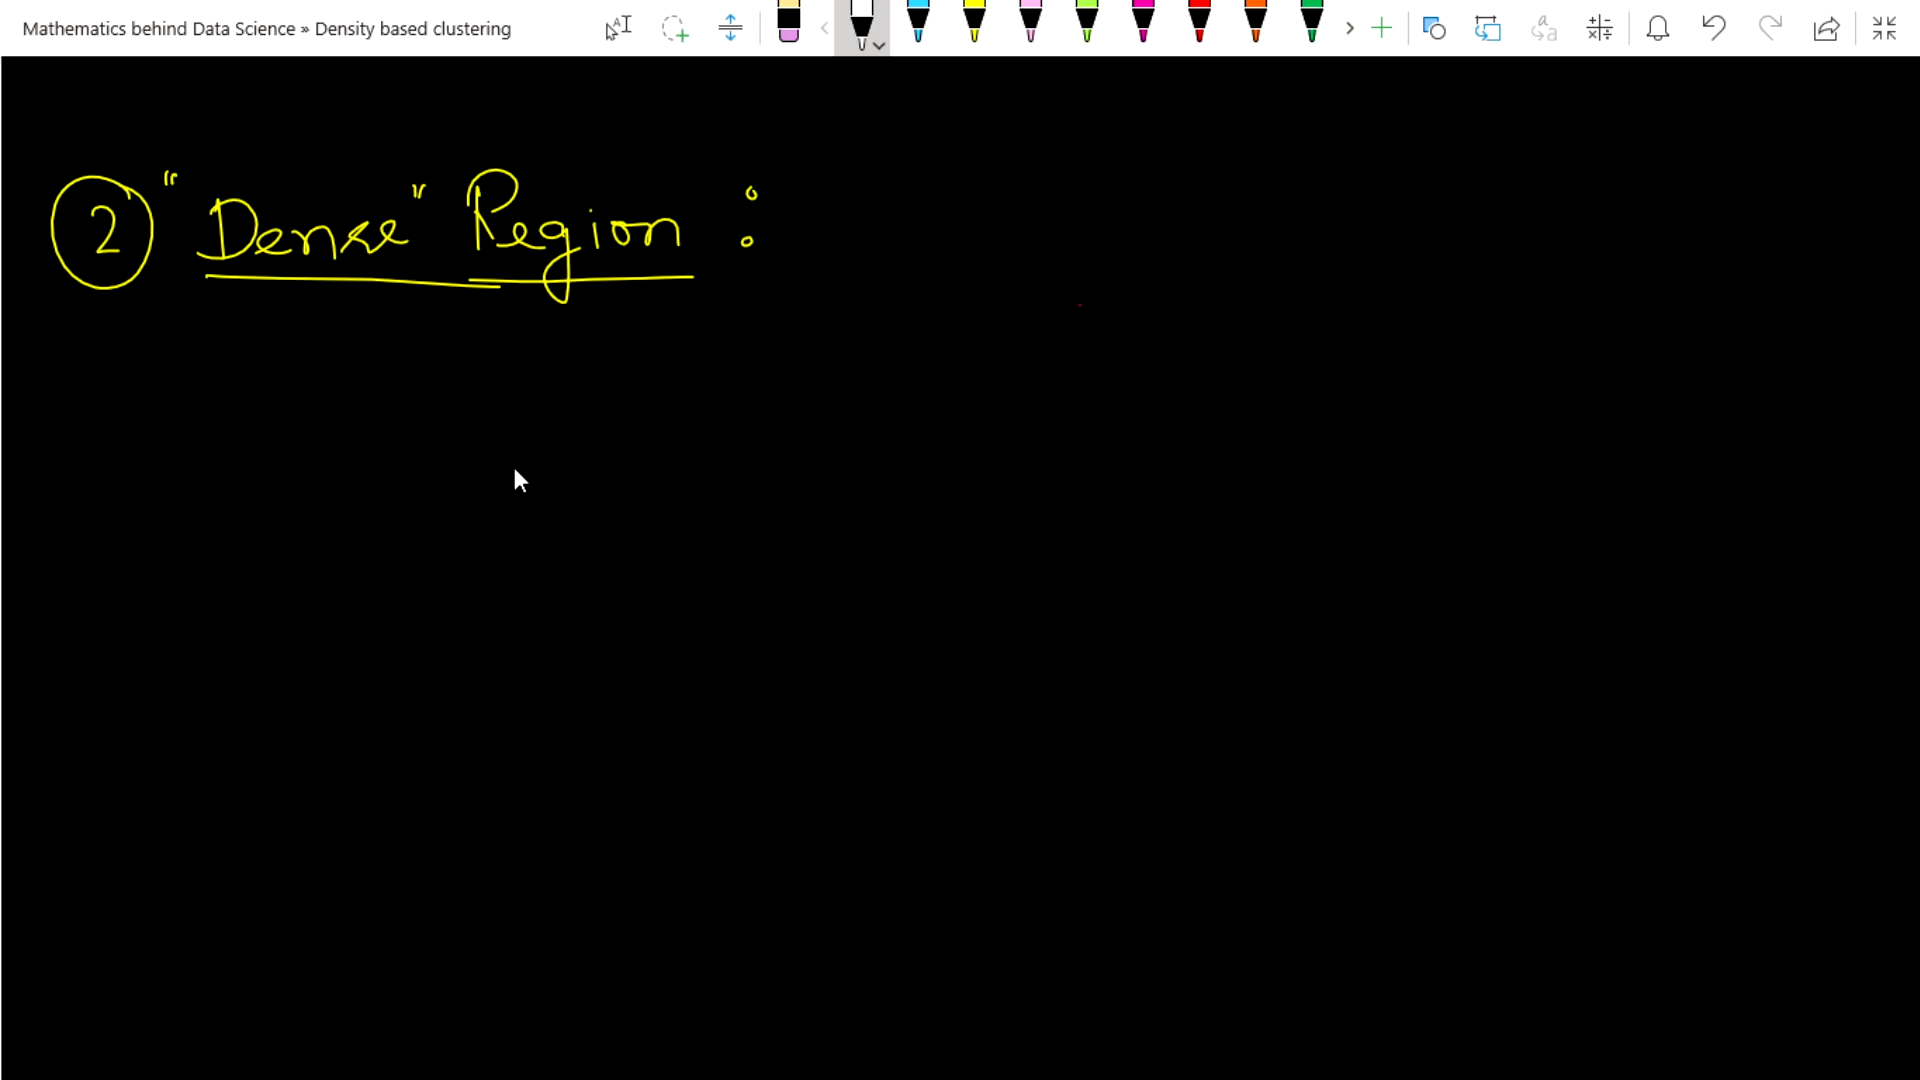 Mathematics behind Data Science » Density based clustering
② "Dense" Region :